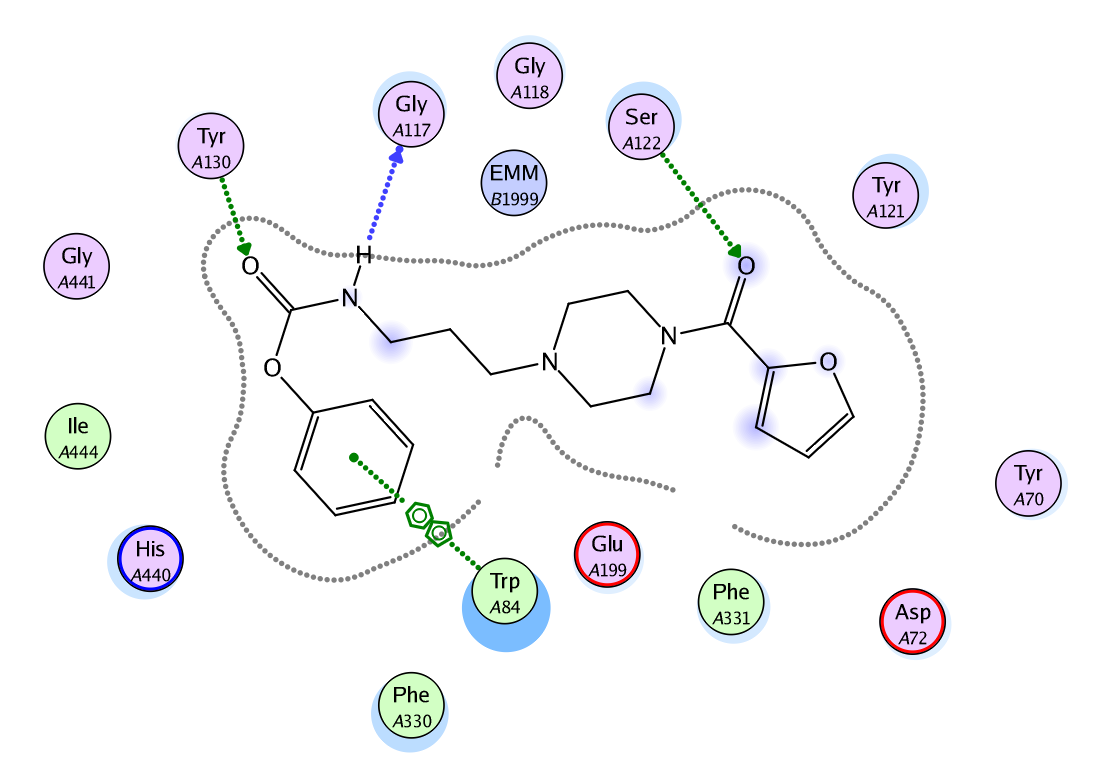 Gly
A118
Gly
A117
Ser
A122
Tyr
A130
EMM
B1999
Tyr
A121
Gly
A441
H
O
O
N
N
O
N
O
Ile
A444
Tyr
A70
His
A440
Glu
A199
Trp
A84
Phe
A331
Asp
A72
Phe
A330